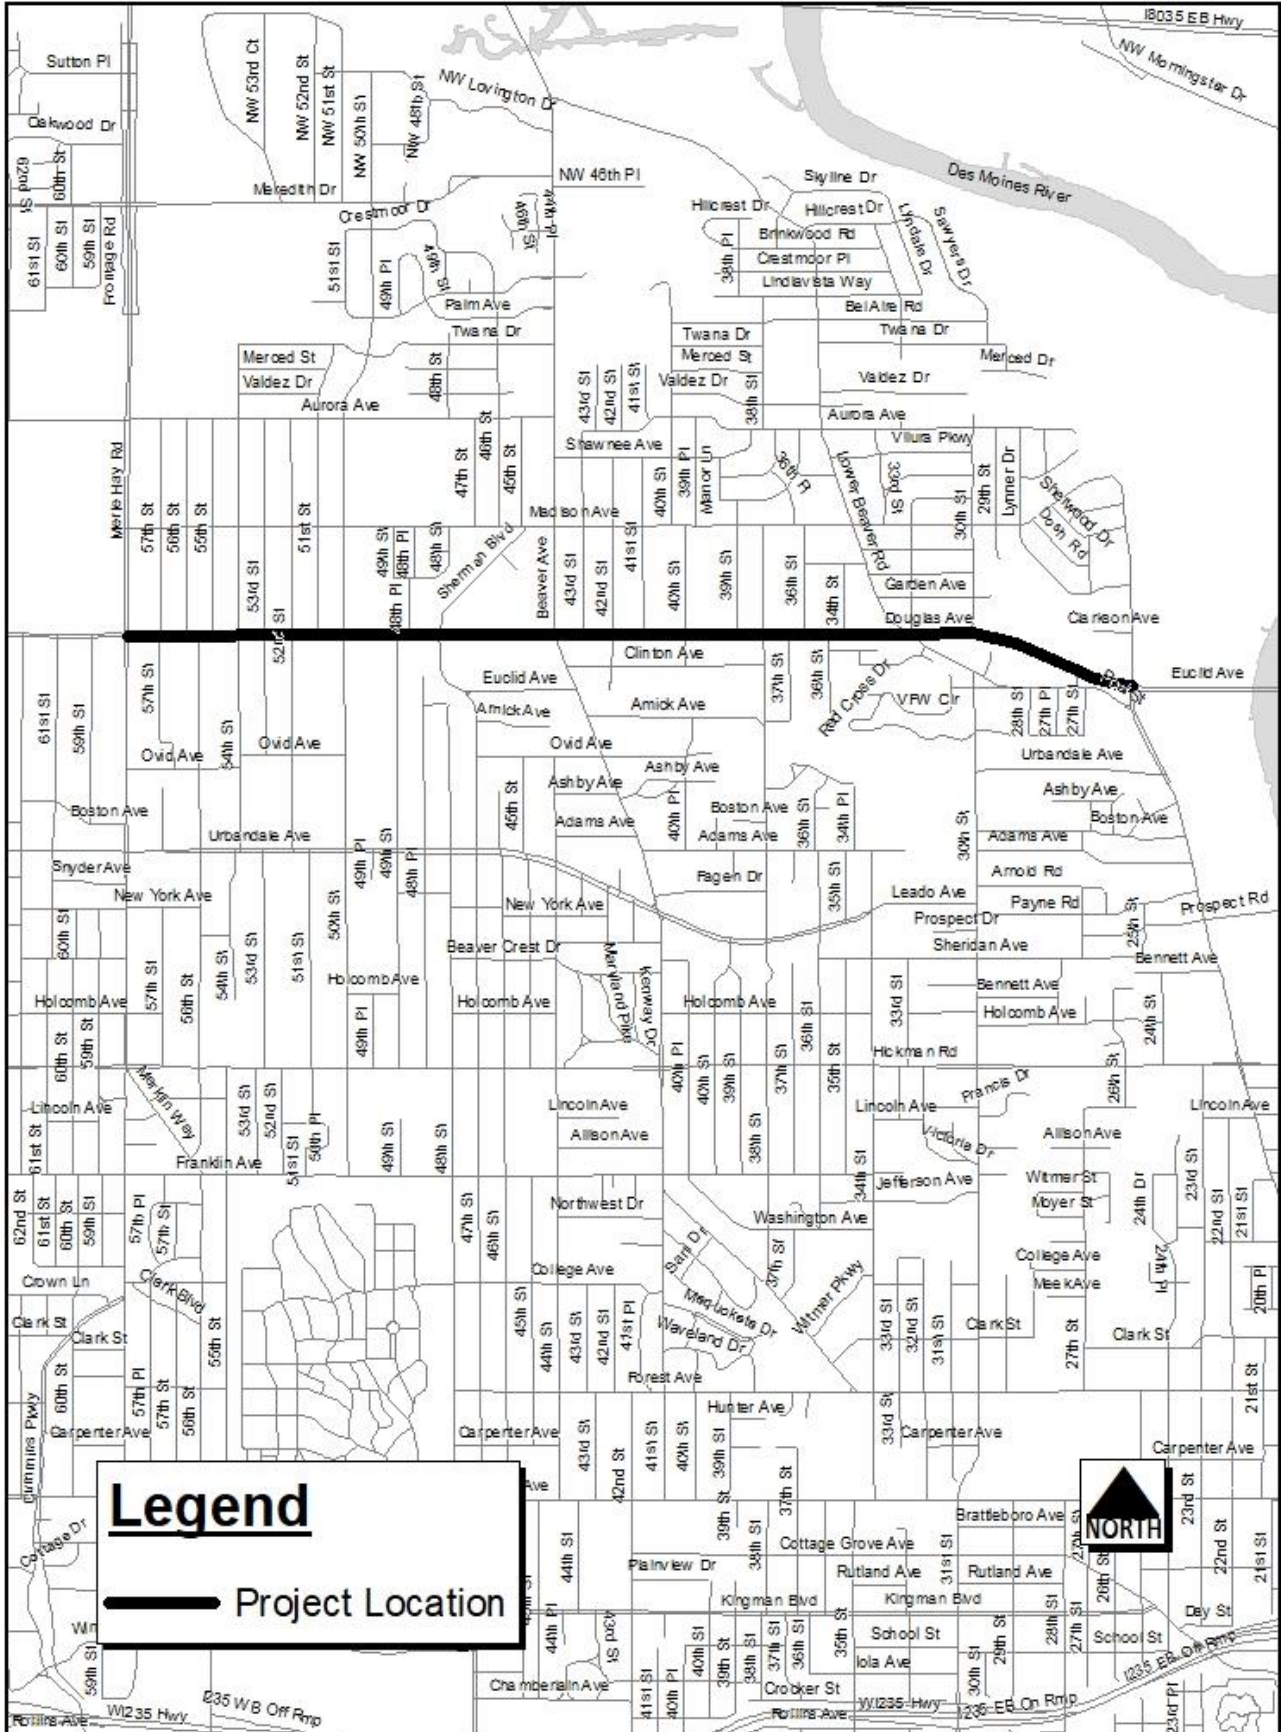 I8035 EB Hwy
NW Morningstar Dr
Sutton Pl
NW 53rd Ct
NW 52nd St
NW 51st St
NW 50th St
NW 48th St
NW Lovington Dr
Oakwood Dr
62nd St
60th St
Meredith Dr
NW 46th Pl
Skyline Dr
Des Moines River
Crestmoor Dr
46th St
44th Pl
Hillcrest Dr
Hillcrest Dr
Lyndale Dr
Sawyers Dr
61st St
60th St
59th St
Frontage Rd
51st St
49th Pl
49th St
38th Pl
Brinkwood Rd
Crestmoor Pl
Lindlavista Way
Palm Ave
BelAire Rd
Twana Dr
Twana Dr
Twana Dr
Merced St
Merced St
Merced Dr
Valdez Dr
48th St
43rd St
42nd St
41st St
Valdez Dr
38th St
Valdez Dr
Aurora Ave
Aurora Ave
Merle Hay Rd
47th St
46th St
45th St
Shawnee Ave
Villura Pkwy
40th St
39th Pl
Manor Ln
36th R
Lower Beaver Rd
33rd St
30th St
29th St
Lynner Dr
Sherwood Dr
Dosh Rd
57th St
56th St
55th St
51st St
Madison Ave
53rd St
49th St
48th Pl
48th St
Sherman Blvd
Beaver Ave
43rd St
42nd St
41st St
40th St
39th St
36th St
34th St
Garden Ave
48th Pl
52nd St
Douglas Ave
Clarkson Ave
Clinton Ave
Euclid Ave
Euclid Ave
61st St
59th St
57th St
54th St
37th St
36th St
Red Cross Dr
VFW Cir
28th St
27th Pl
27th St
Amick Ave
Amick Ave
Ovid Ave
Ovid Ave
Ovid Ave
Urbandale Ave
Ashby Ave
Ashby Ave
Ashby Ave
Boston Ave
45th St
40th Pl
Boston Ave
36th St
34th Pl
Boston Ave
Urbandale Ave
Adams Ave
Adams Ave
30th St
Adams Ave
Snyder Ave
49th Pl
49th St
48th Pl
Fagen Dr
35th St
Arnold Rd
New York Ave
New York Ave
Leado Ave
Payne Rd
Prospect Rd
60th St
50th St
Prospect Dr
25th St
57th St
56th St
54th St
53rd St
51st St
Beaver Crest Dr
Maryland Pike
Kenway Dr
Sheridan Ave
Bennett Ave
Holcomb Ave
Holcomb Ave
Holcomb Ave
Holcomb Ave
36th St
33rd St
Bennett Ave
Holcomb Ave
24th St
60th St
59th St
49th Pl
40th Pl
40th St
39th St
37th St
35th St
Hickman Rd
26th St
Merklin Way
Francis Dr
Lincoln Ave
53rd St
52nd St
50th Pl
Lincoln Ave
Lincoln Ave
Lincoln Ave
61st St
51st St
49th St
48th St
Allison Ave
38th St
Victoria Dr
Allison Ave
Franklin Ave
34th St
Jefferson Ave
Witmer St
Moyer St
24th Dr
23rd St
22nd St
21st St
62nd St
61st St
60th St
59th St
57th Pl
57th St
47th St
46th St
Northwest Dr
Washington Ave
Sarii Dr
37th St
College Ave
College Ave
24th Pl
20th Pl
Crown Ln
Clark Blvd
Meek Ave
Witmer Pkwy
Maquoketa Dr
Waveland Dr
Clark St
Clark St
55th St
45th St
44th St
43rd St
42nd St
41st Pl
33rd St
32nd St
31st St
Clark St
Clark St
27th St
Forest Ave
60th St
57th Pl
57th St
56th St
Hunter Ave
33rd St
21st St
Cummins Pkwy
Carpenter Ave
Carpenter Ave
43rd St
42nd St
41st St
40th St
39th St
Carpenter Ave
Carpenter Ave
Legend
Ave
37th St
39th St
23rd St
NORTH
Brattleboro Ave
27th St
Cottage Dr
44th St
38th St
Cottage Grove Ave
31st St
22nd St
21st St
Plainview Dr
Rutland Ave
Rutland Ave
26th St
Project Location
Kingman Blvd
Kingman Blvd
Day St
44th Pl
43rd St
35th St
School St
29th St
28th St
27th St
School St
59th St
40th St
39th St
38th St
37th St
36th St
Iola Ave
I235 EB Off Rmp
Chamberlain Ave
41st St
40th Pl
Crocker St
30th St
Rollins Ave
WI235 Hwy
I235 WB Off Rmp
Rollins Ave
WI235 Hwy
I235 EB On Rmp
23rd Pl